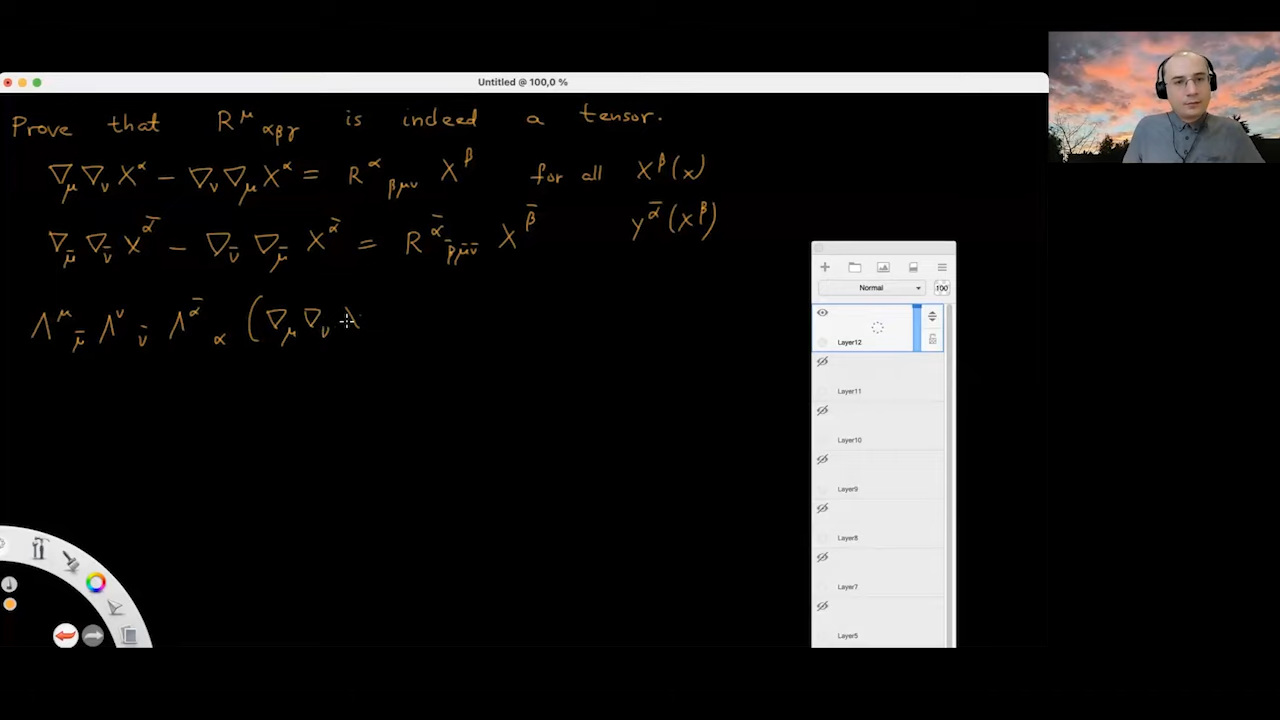 Untitled @ 100,0 %
Prove that R^μ_αβγ is indeed a tensor.
∇_μ ∇_ν X^α − ∇_ν ∇_μ X^α = R^α_βμν X^β for all X^β(x)
∇_μ̄ ∇_ν̄ X^ᾱ − ∇_ν̄ ∇_μ̄ X^ᾱ = R^ᾱ_β̄μ̄ν̄ X^β̄ y^ᾱ(x^β)
Λ^μ_μ̄ Λ^ν_ν̄ Λ^ᾱ_α (∇_μ ∇_ν
Normal 100
Layer12
Layer11
Layer10
Layer9
Layer8
Layer7
Layer5